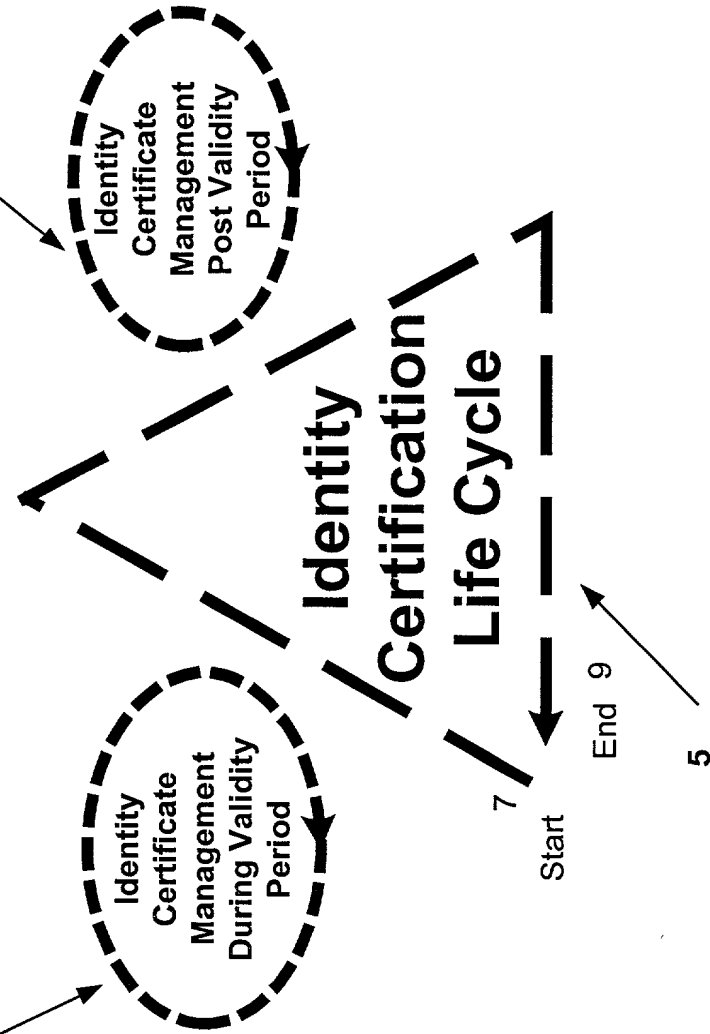 Identity
Certificate
Management
During Validity
Period
Identity
Certificate
Management
Post Validity
Period
Identity
Certification
Life Cycle
7
Start
End 9
5